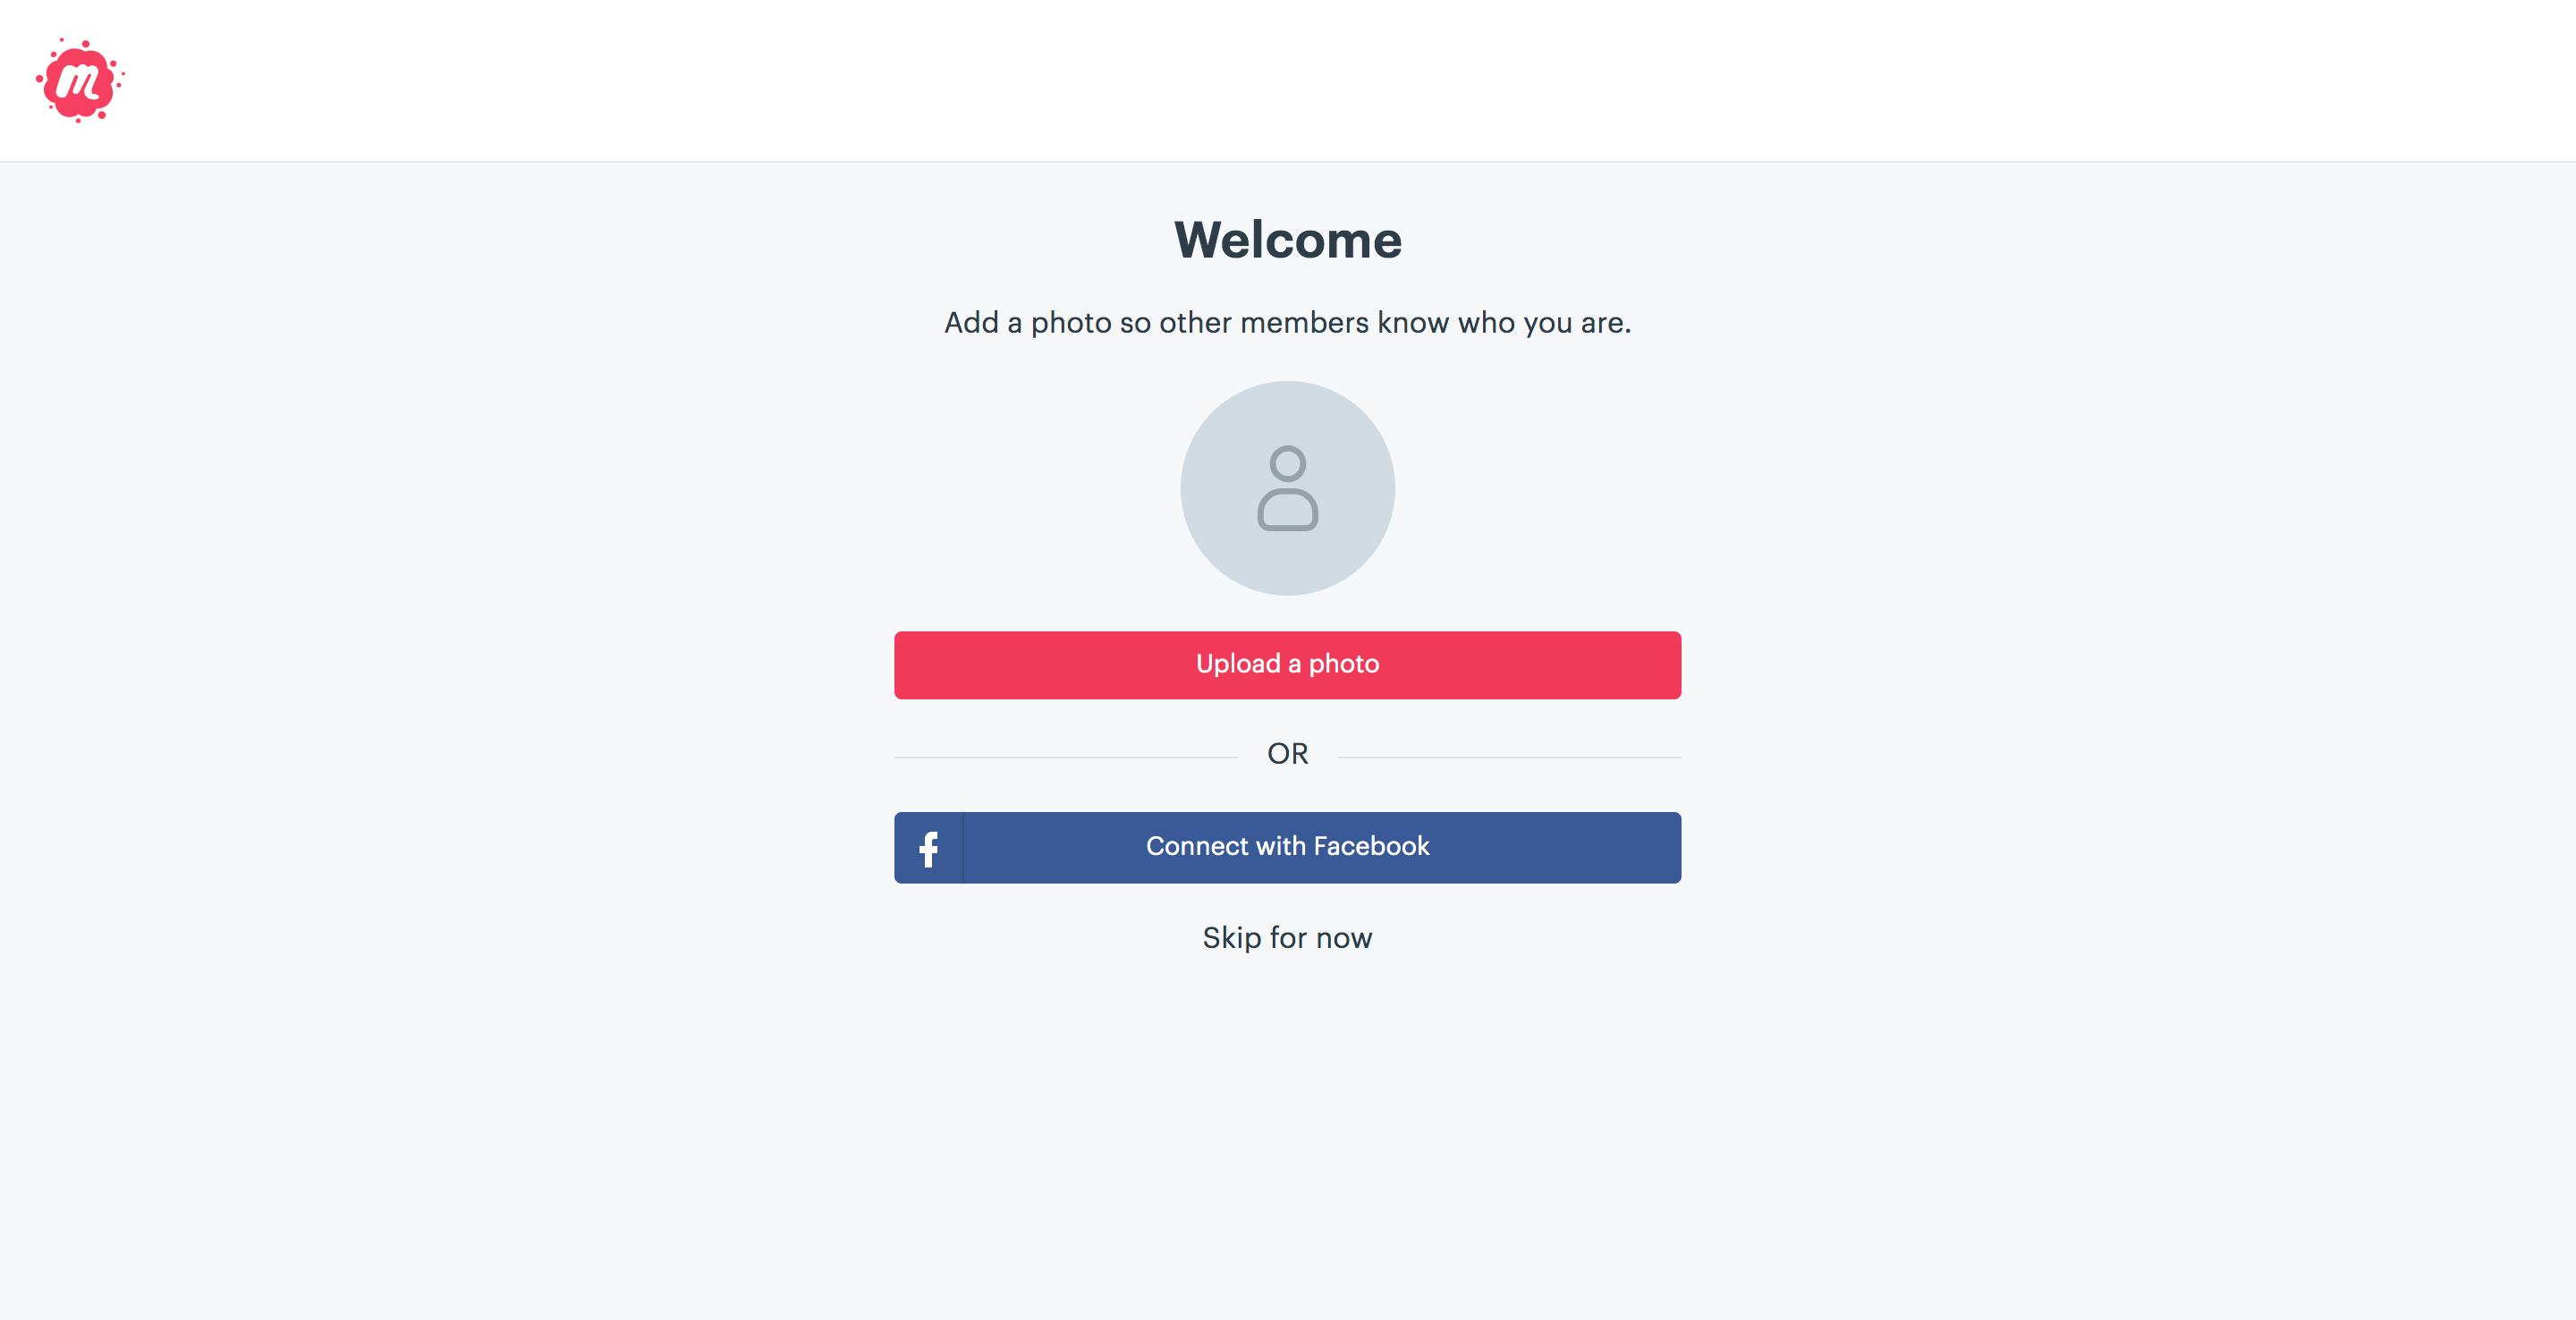 m
Welcome
Add a photo so other members know who you are.
Upload a photo
OR
f
Connect with Facebook
Skip for now